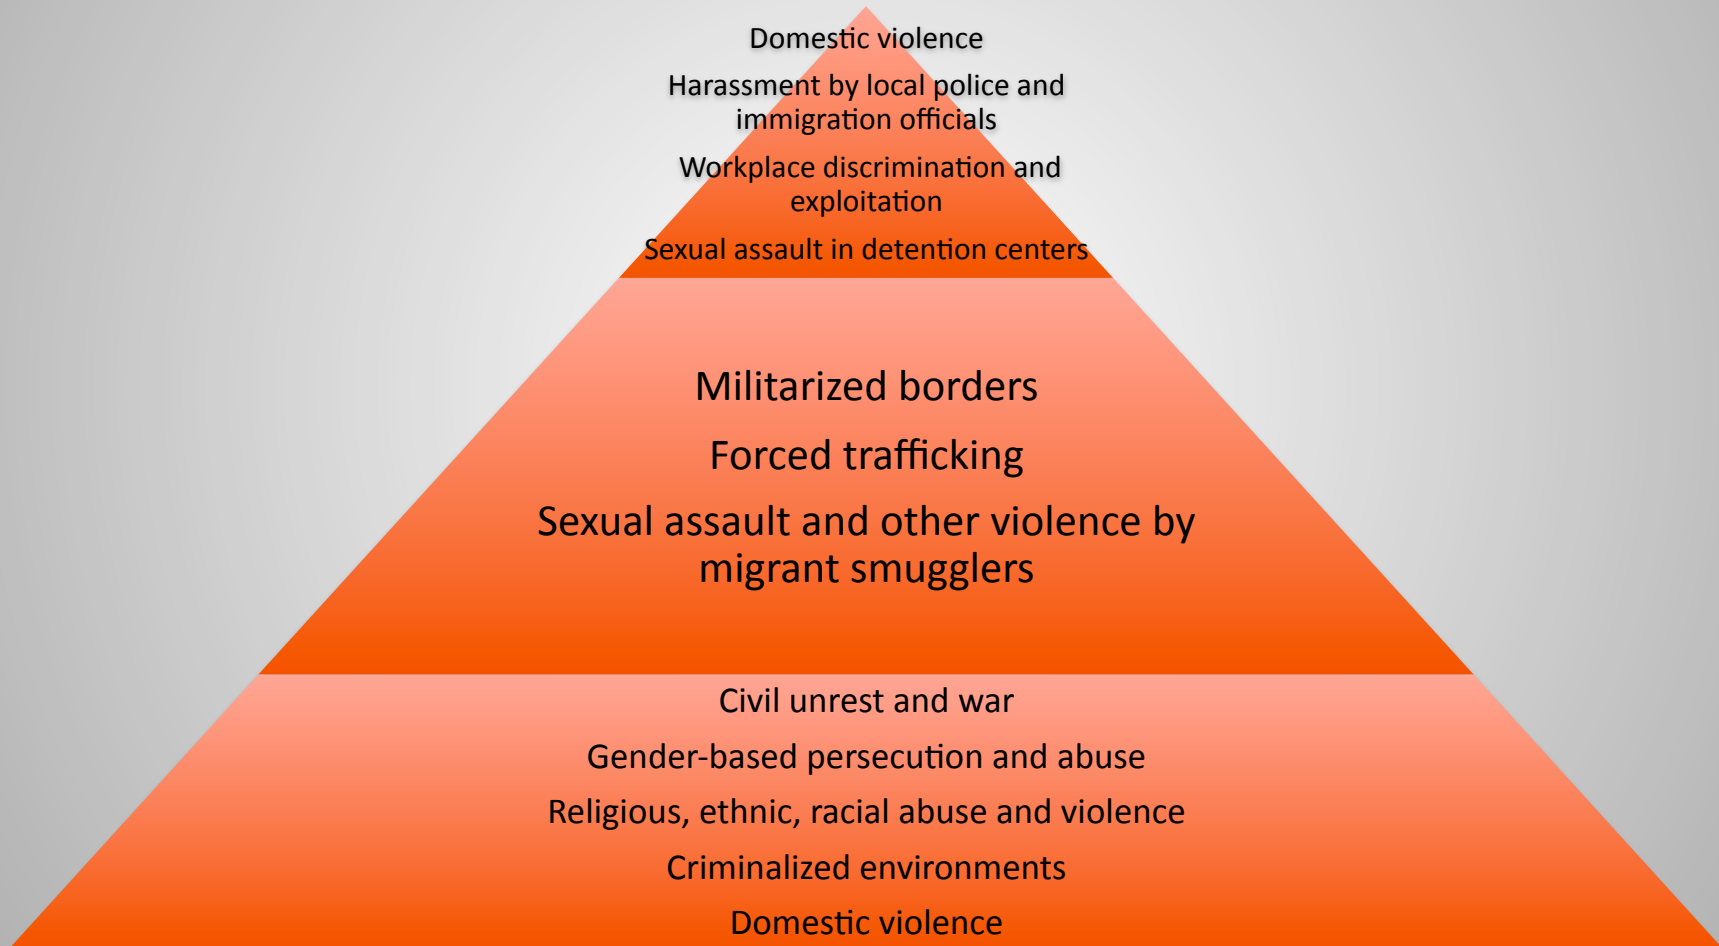 Domestic violence
Harassment by local police and
immigration officials
Workplace discrimination and
exploitation
Sexual assault in detention centers
Militarized borders
Forced trafficking
Sexual assault and other violence by
migrant smugglers
Civil unrest and war
Gender-based persecution and abuse
Religious, ethnic, racial abuse and violence
Criminalized environments
Domestic violence